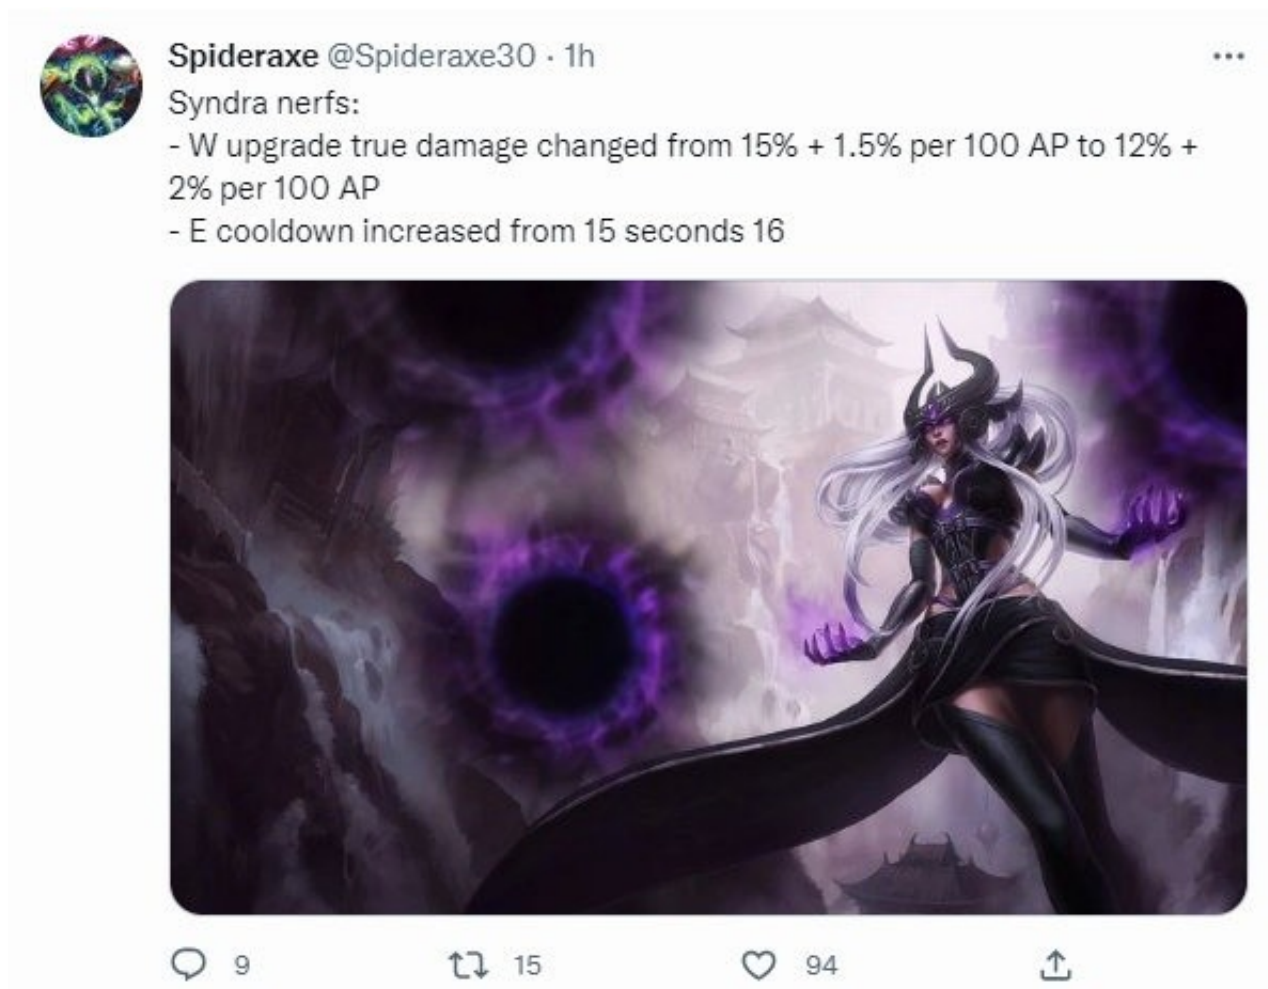 Spideraxe @Spideraxe30 · 1h
Syndra nerfs:
- W upgrade true damage changed from 15% + 1.5% per 100 AP to 12% +
2% per 100 AP
- E cooldown increased from 15 seconds 16
9 15 94